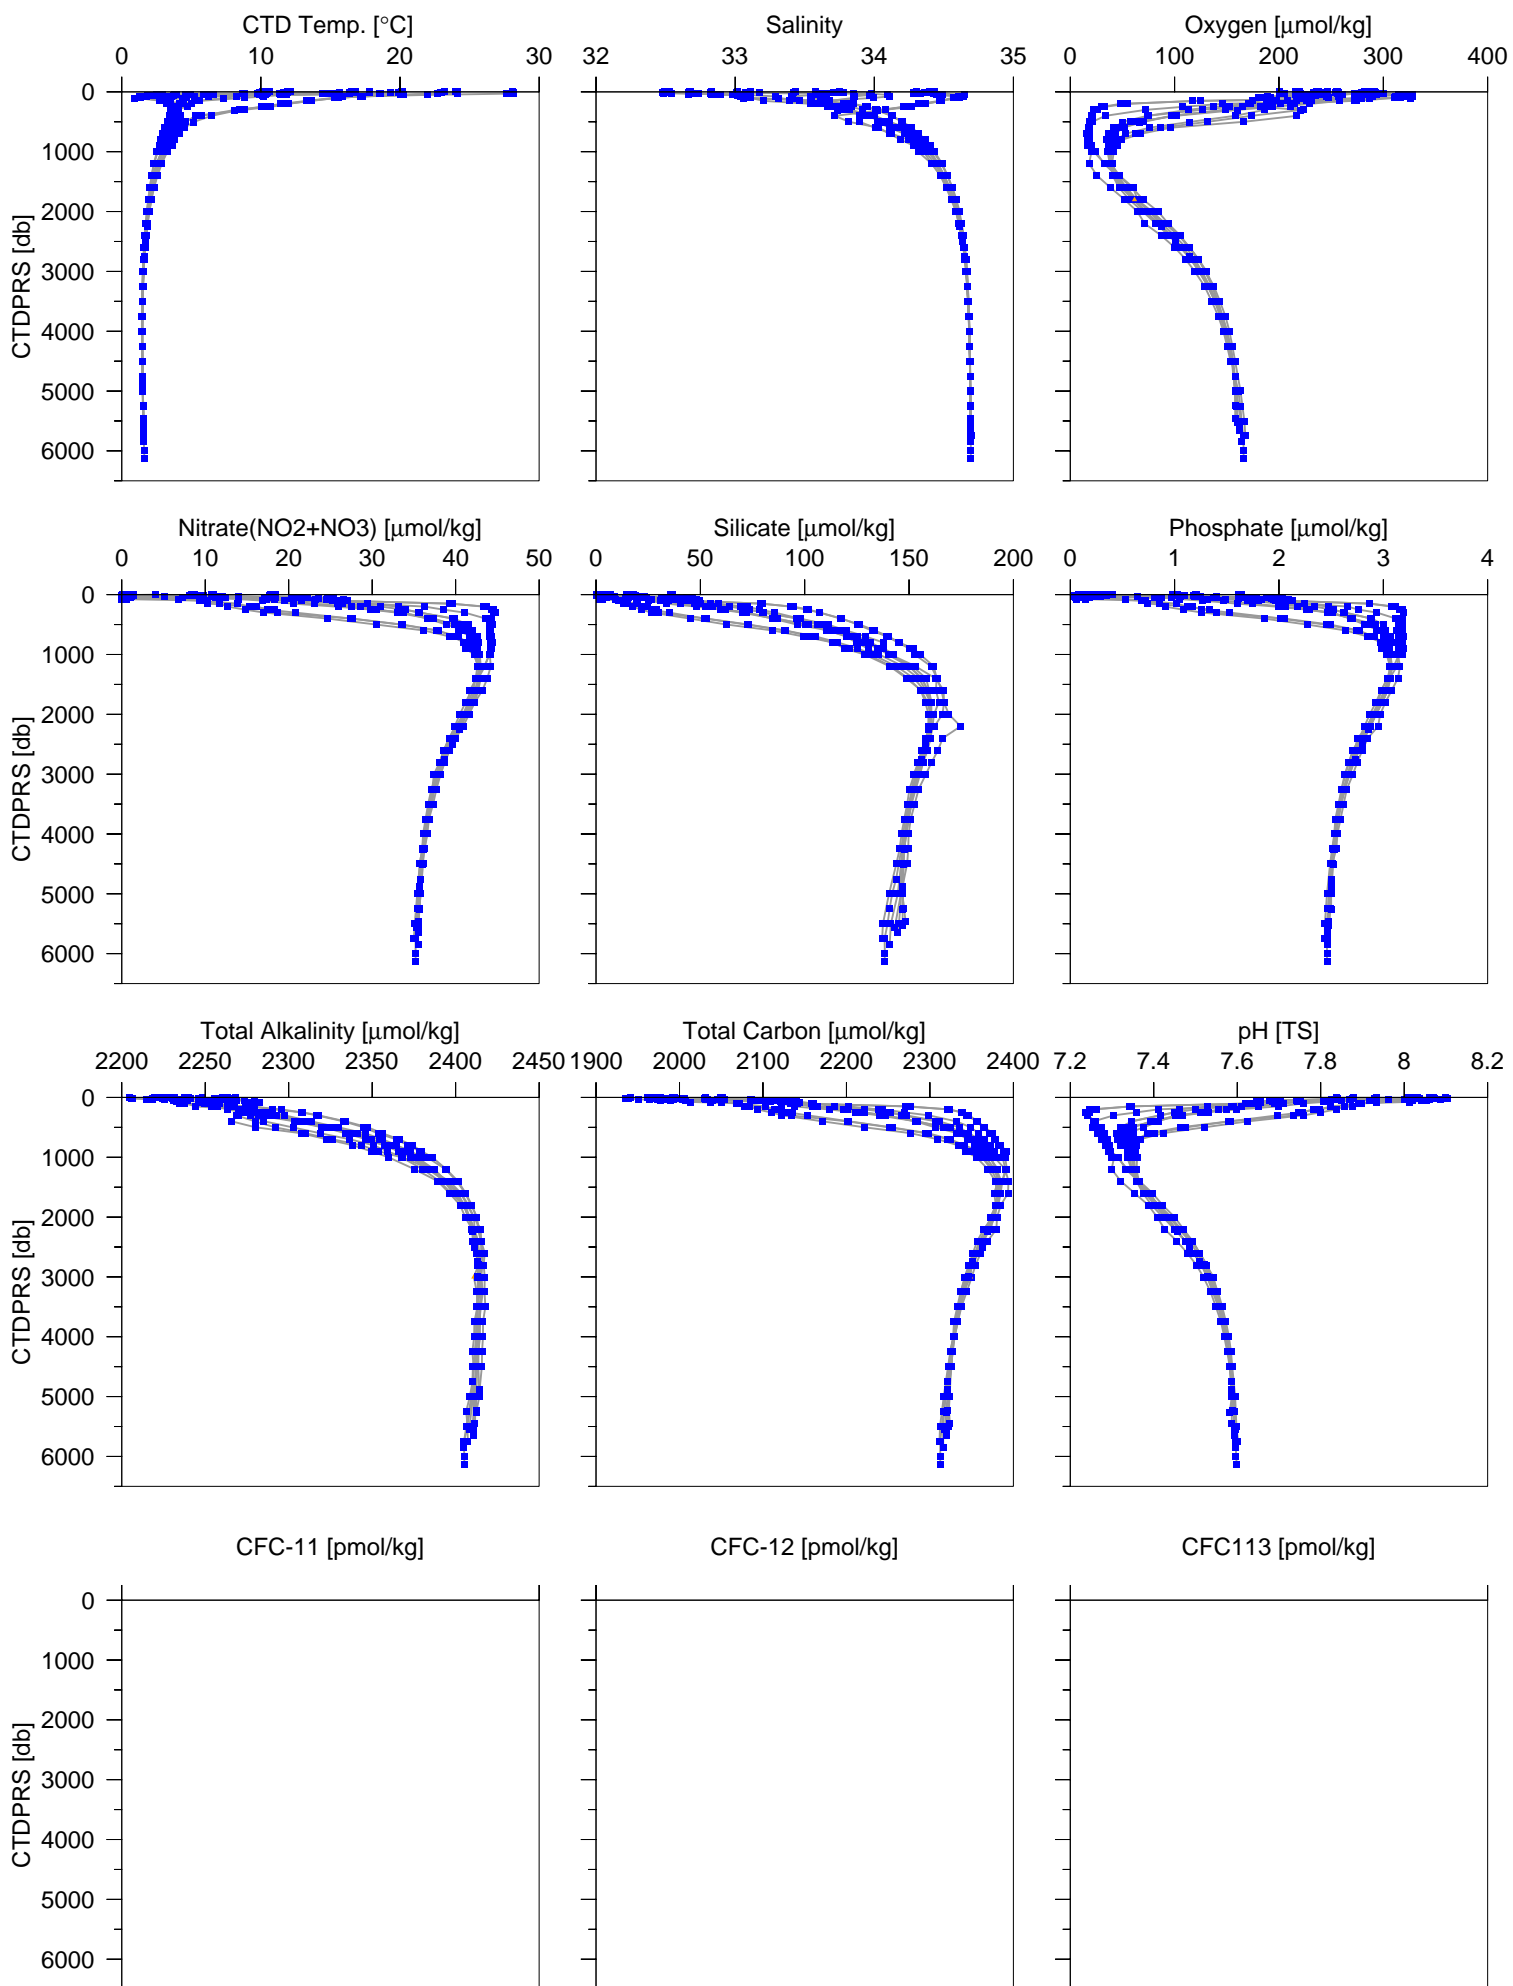 CTD Temp. [°C] Salinity Oxygen [μmol/kg]
0 10 20 30 32 33 34 35 0 100 200 300 400
0
1000
2000
3000
4000
5000
6000
CTDPRS [db]
Nitrate(NO2+NO3) [μmol/kg] Silicate [μmol/kg] Phosphate [μmol/kg]
0 10 20 30 40 50 0 50 100 150 200 0 1 2 3 4
0
1000
2000
3000
4000
5000
6000
CTDPRS [db]
Total Alkalinity [μmol/kg] Total Carbon [μmol/kg] pH [TS]
2200 2250 2300 2350 2400 2450 1900 2000 2100 2200 2300 2400 7.2 7.4 7.6 7.8 8 8.2
0
1000
2000
3000
4000
5000
6000
CTDPRS [db]
CFC-11 [pmol/kg] CFC-12 [pmol/kg] CFC113 [pmol/kg]
0
1000
2000
3000
4000
5000
6000
CTDPRS [db]